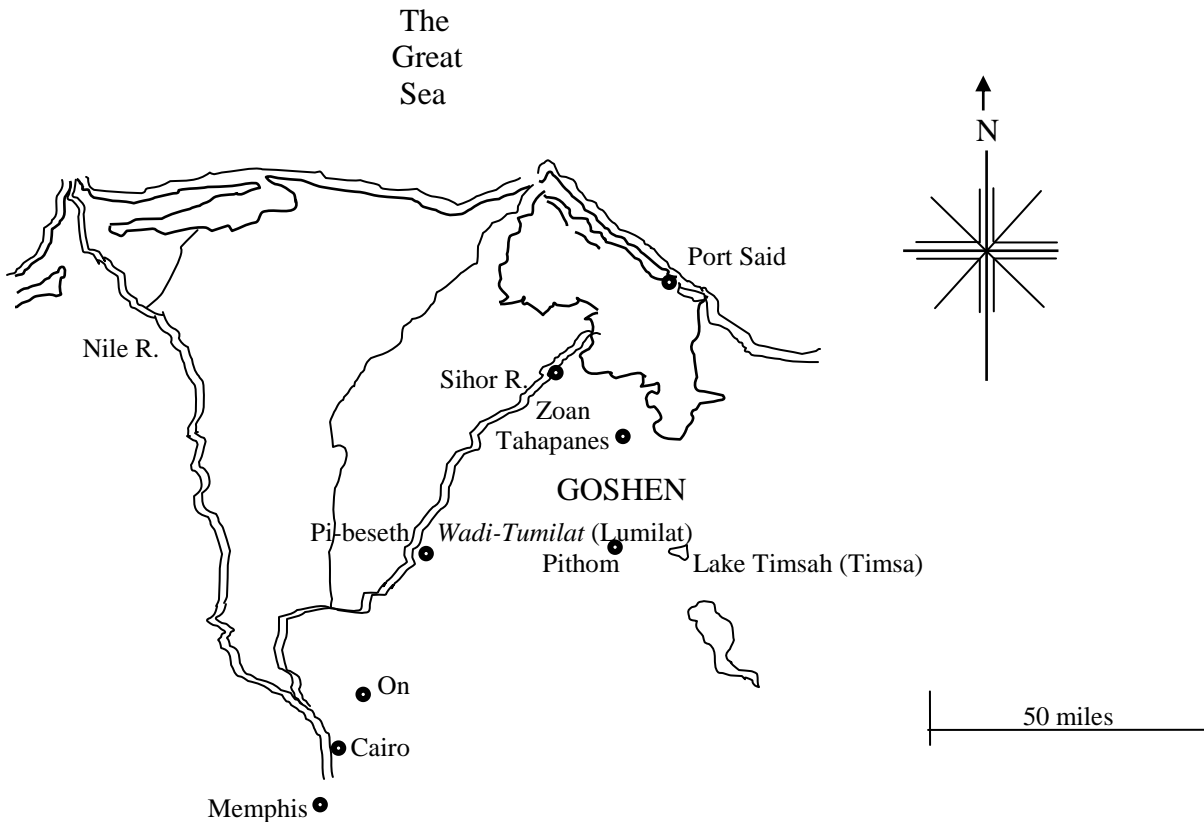 The
Great
Sea
N
Port Said
Nile R.
Sihor R.
Zoan
Tahapanes
GOSHEN
Pi-beseth
Wadi-Tumilat (Lumilat)
Pithom
Lake Timsah (Timsa)
On
50 miles
Cairo
Memphis